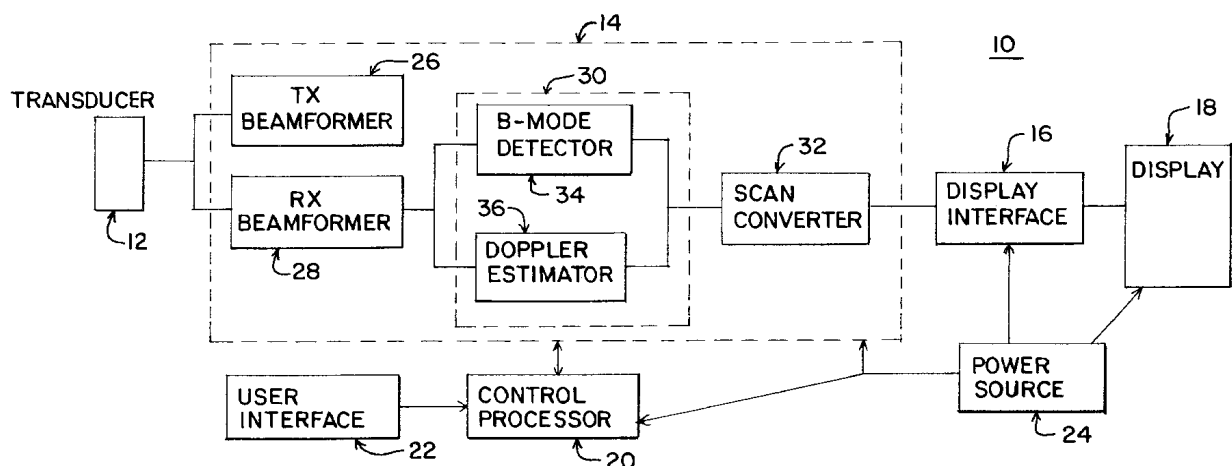 14
10
26
30
18
TRANSDUCER
TX
BEAMFORMER
B-MODE
DETECTOR
16
DISPLAY
32
34
RX
BEAMFORMER
SCAN
CONVERTER
DISPLAY
INTERFACE
12
36
28
DOPPLER
ESTIMATOR
USER
INTERFACE
CONTROL
PROCESSOR
POWER
SOURCE
22
20
24